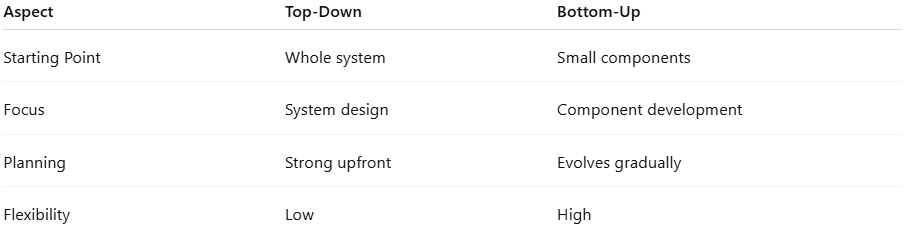 Aspect Top-Down Bottom-Up
Starting Point Whole system Small components
Focus System design Component development
Planning Strong upfront Evolves gradually
Flexibility Low High